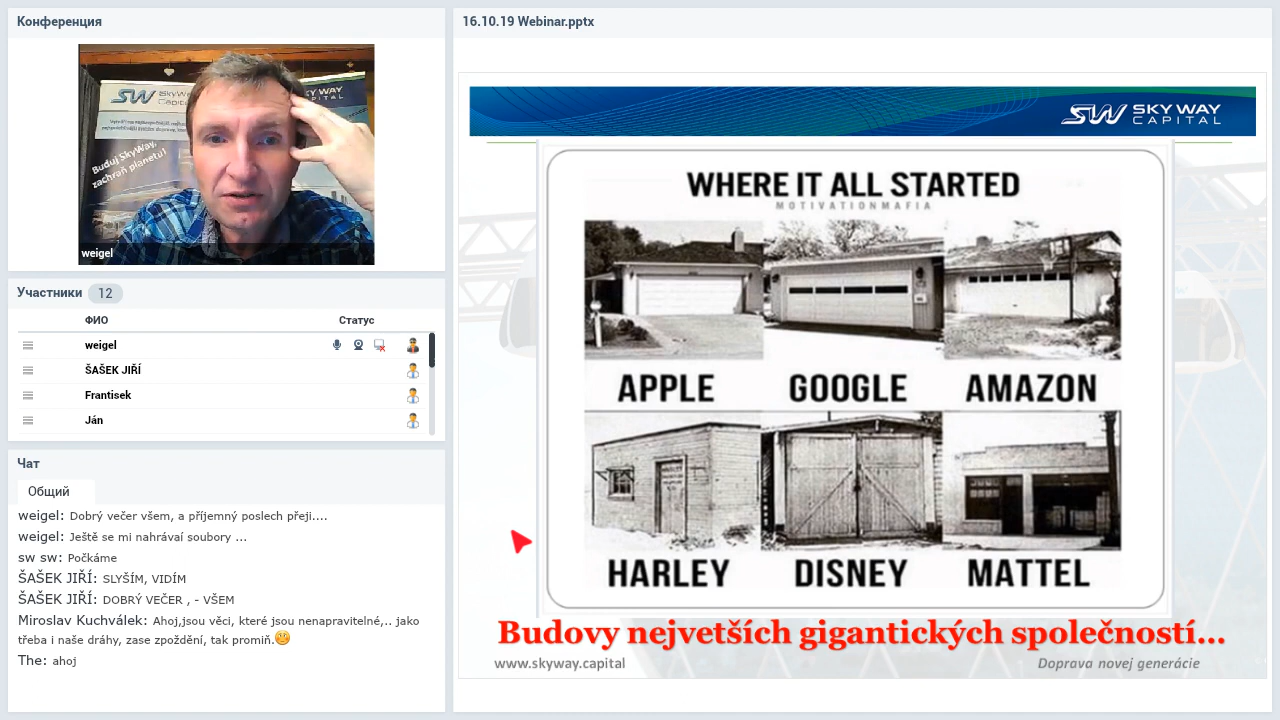 Конференция
SW SkyWay
Capital
Buduj SkyWay,
zachraň planetu!
weigel
Участники 12
ФИО Статус
weigel
ŠAŠEK JIŘÍ
Frantisek
Ján
Чат
Общий
weigel: Dobrý večer všem, a příjemný poslech přeji....
weigel: Ještě se mi nahrávaí soubory ...
sw sw: Počkáme
ŠAŠEK JIŘÍ: SLYŠÍM, VIDÍM
ŠAŠEK JIŘÍ: DOBRÝ VEČER , - VŠEM
Miroslav Kuchválek: Ahoj,jsou věci, které jsou nenapravitelné,.. jako
třeba i naše dráhy, zase zpoždění, tak promiň.
The: ahoj
16.10.19 Webinar.pptx
SW SKY WAY
CAPITAL
WHERE IT ALL STARTED
MOTIVATIONMAFIA
APPLE GOOGLE AMAZON
HARLEY DISNEY MATTEL
Budovy nejvetších gigantických společností...
www.skyway.capital Doprava novej generácie